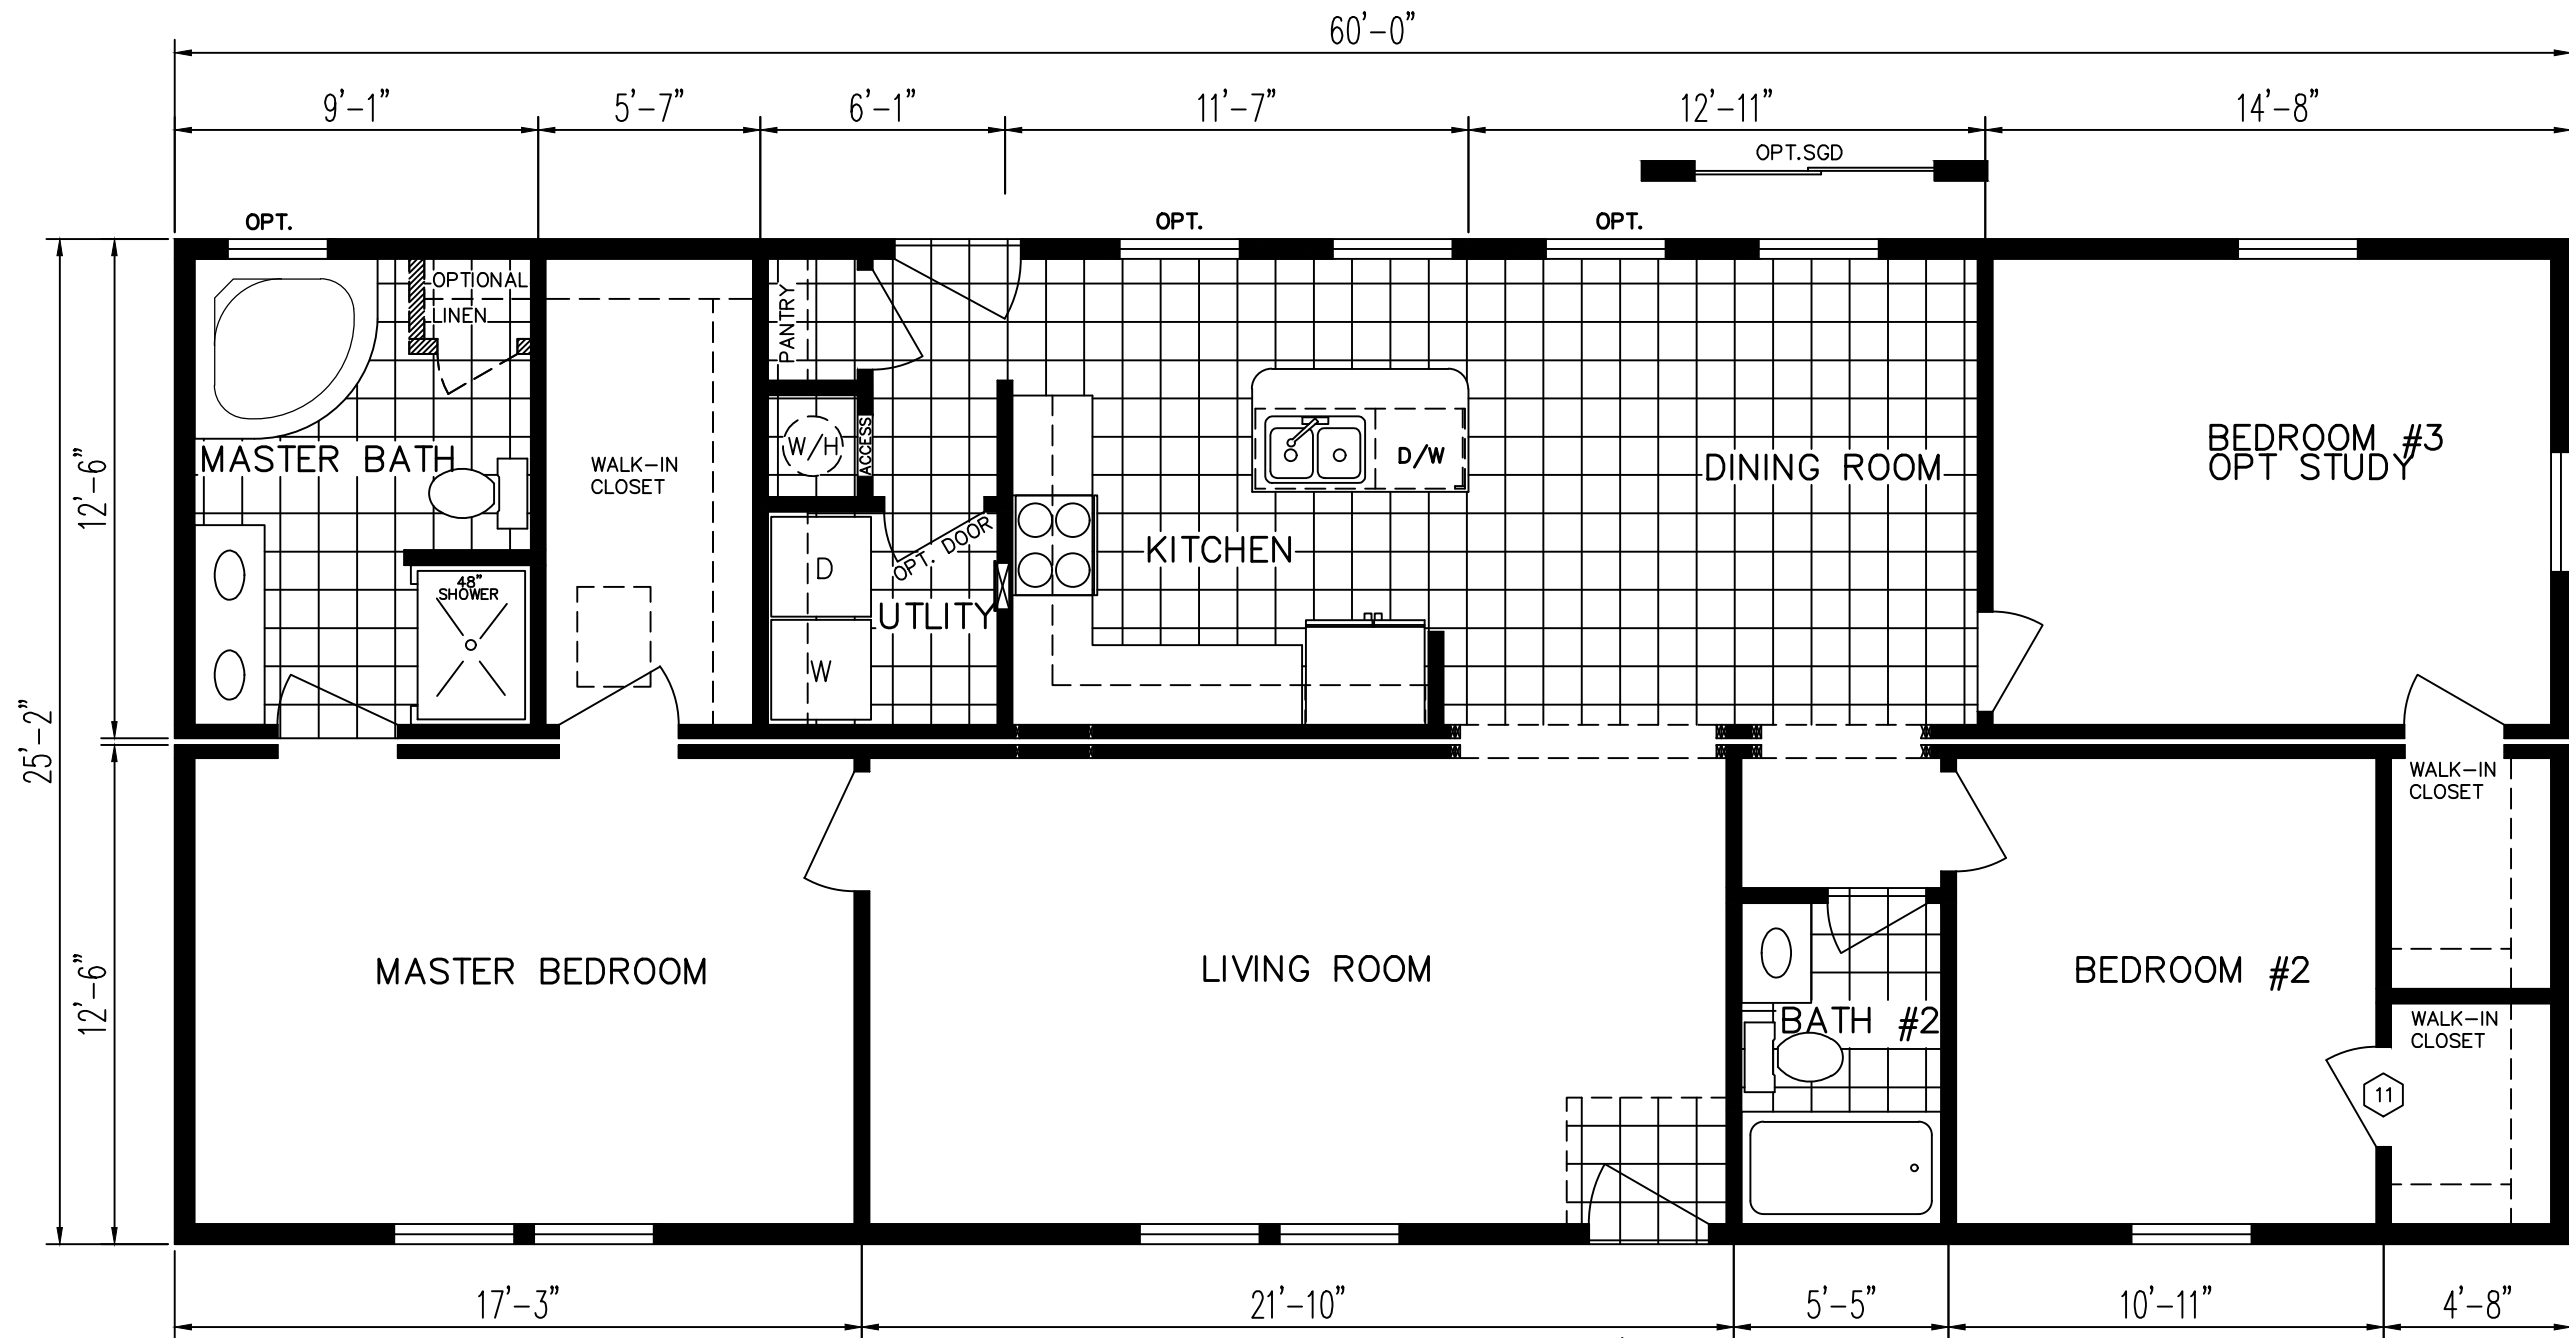 60'-0"
9'-1"
5'-7"
6'-1"
11'-7"
12'-11"
14'-8"
OPT.SGD
OPT.
OPT.
OPT.
OPTIONAL
LINEN
PANTRY
MASTER BATH
WALK-IN
CLOSET
W/H
ACCESS
D/W
DINING ROOM
BEDROOM #3
OPT STUDY
12'-6"
48"
SHOWER
D
OPT. DOOR
KITCHEN
UTLITY
W
25'-2"
WALK-IN
CLOSET
12'-6"
MASTER BEDROOM
LIVING ROOM
BEDROOM #2
BATH #2
WALK-IN
CLOSET
11
17'-3"
21'-10"
5'-5"
10'-11"
4'-8"